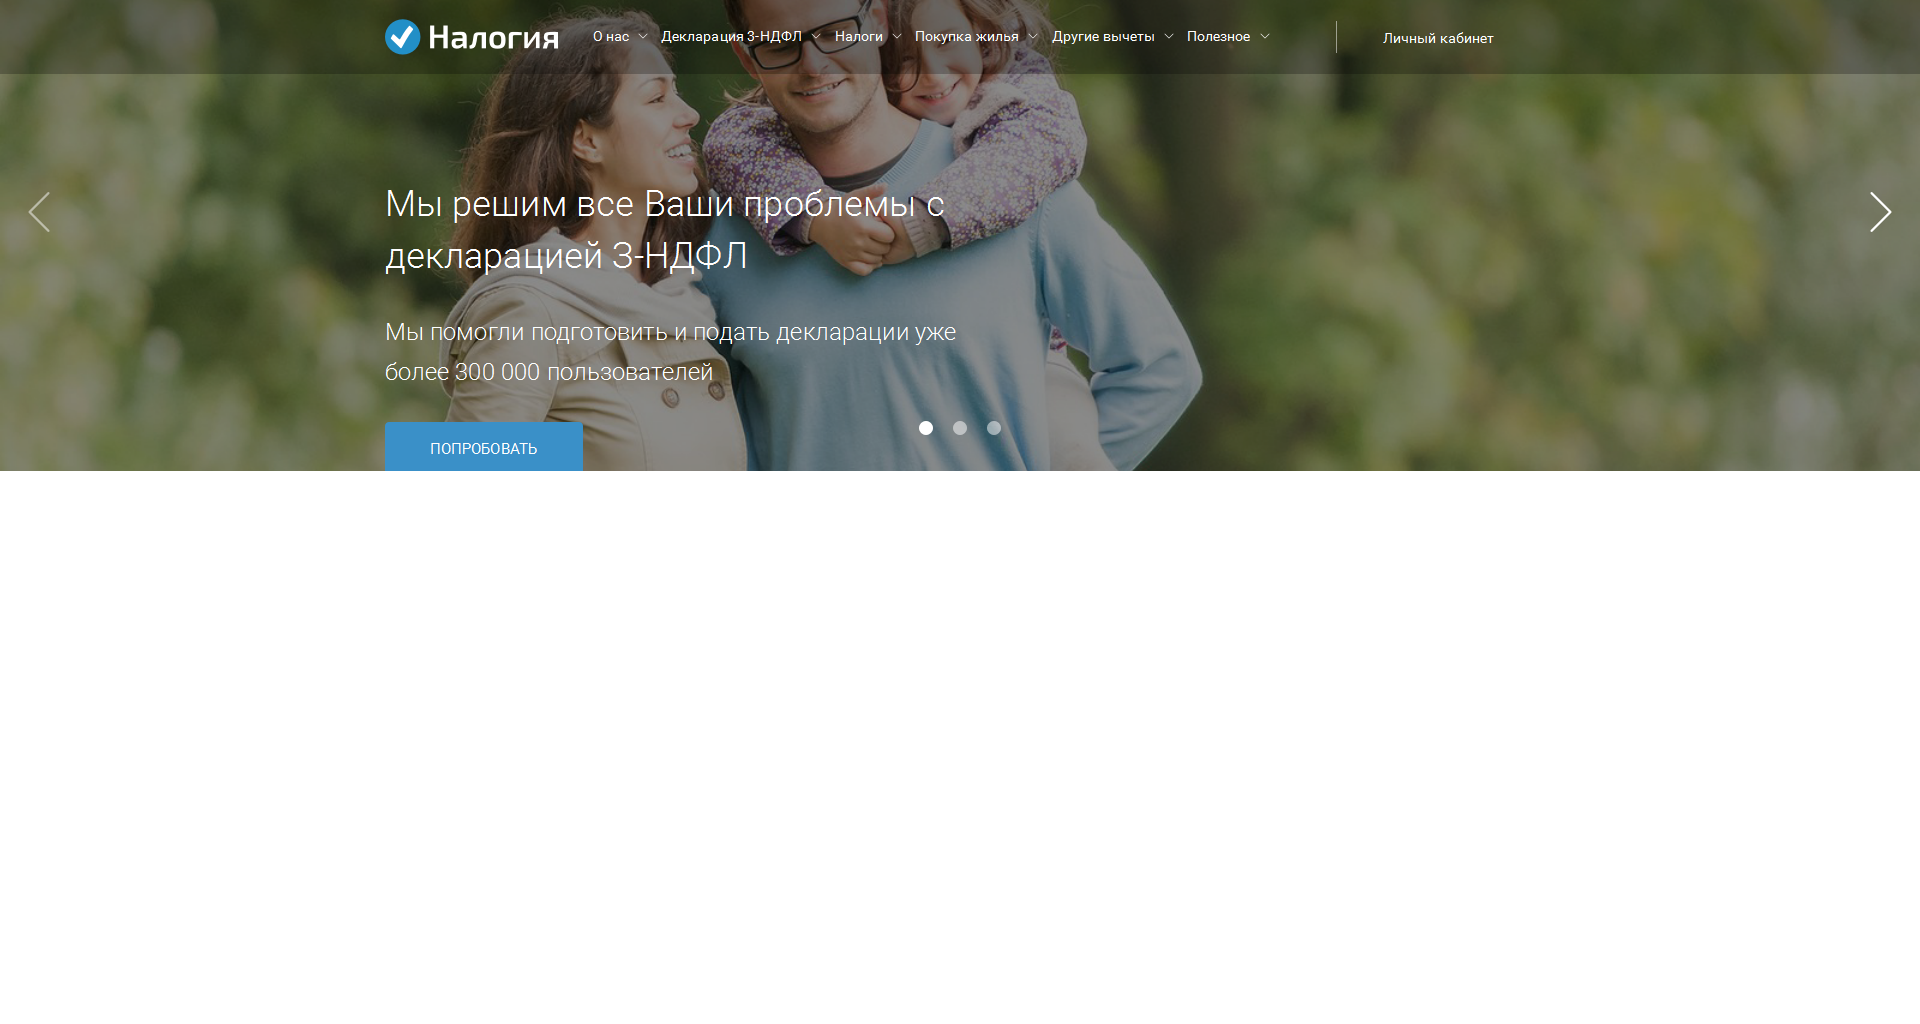 Налогия
О нас
Декларация 3-НДФЛ
Налоги
Покупка жилья
Другие вычеты
Полезное
Личный кабинет
Мы решим все Ваши проблемы с
декларацией 3-НДФЛ
Мы помогли подготовить и подать декларации уже
более 300 000 пользователей
ПОПРОБОВАТЬ